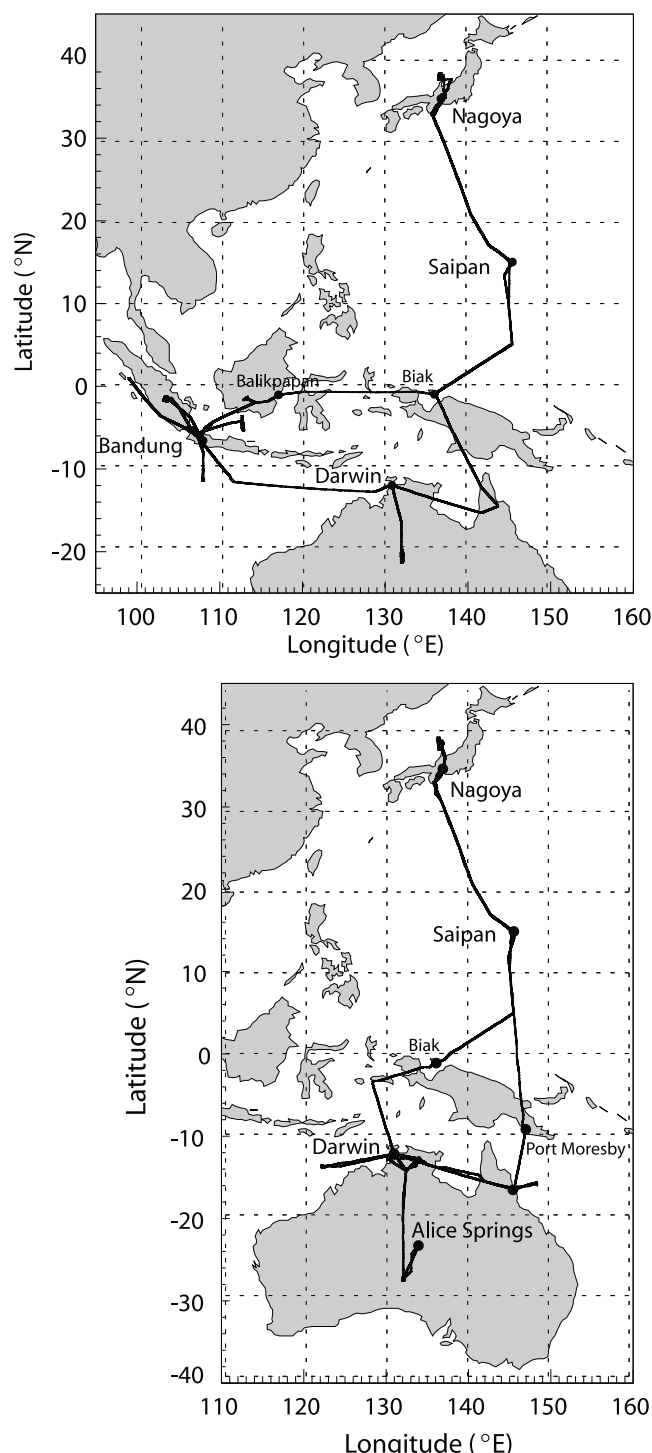 40
Nagoya
30
20
Saipan
10
Latitude (°N)
0
Balikpapan
Biak
Bandung
-10
Darwin
-20
100 110 120 130 140 150 160
Longitude (°E)
40
Nagoya
30
20
Saipan
10
Latitude (°N)
Biak
0
-10
Darwin
Port Moresby
-20
Alice Springs
-30
-40
110 120 130 140 150 160
Longitude (°E)